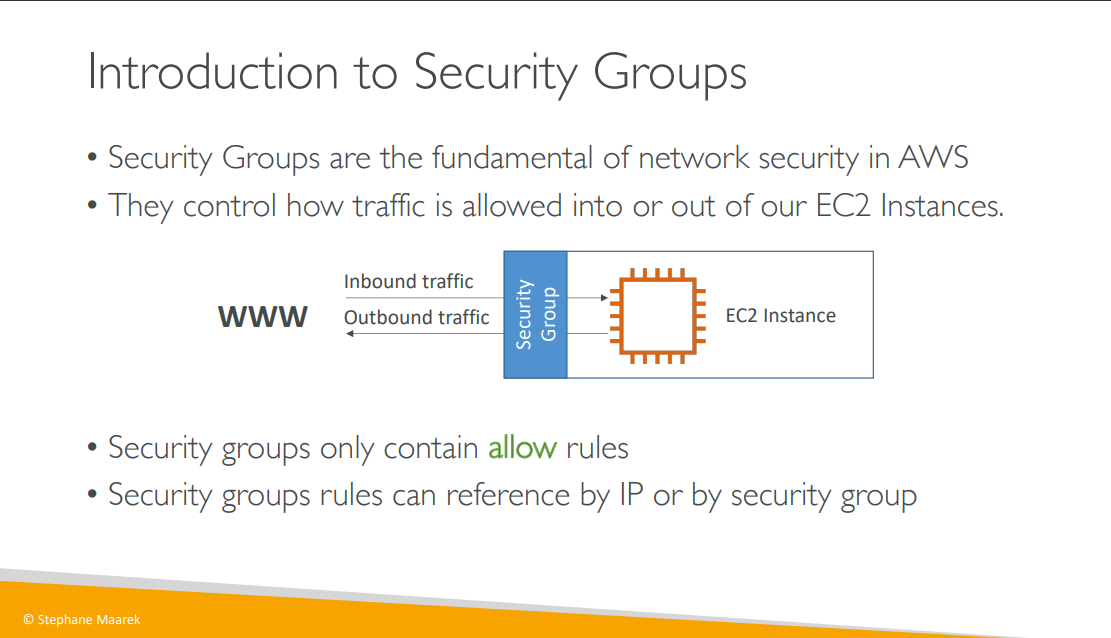 Introduction to Security Groups
• Security Groups are the fundamental of network security in AWS
• They control how traffic is allowed into or out of our EC2 Instances.
WWW
Inbound traffic
Outbound traffic
Security
Group
EC2 Instance
• Security groups only contain allow rules
• Security groups rules can reference by IP or by security group
© Stephane Maarek